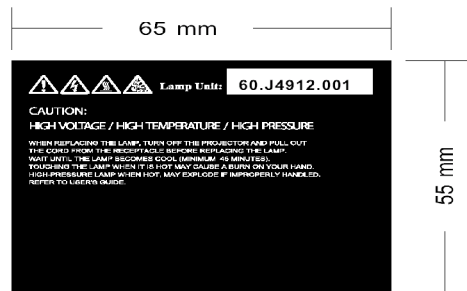 65 mm
Lamp Unit: 60.J4912.001
CAUTION:
HIGH VOLTAGE / HIGH TEMPERATURE / HIGH PRESSURE
WHEN REPLACING THE LAMP, TURN OFF THE PROJECTOR AND PULL OUT
THE CORD FROM THE RECEPTACLE BEFORE REPLACING THE LAMP.
WAIT UNTIL THE LAMP BECOMES COOL (MINIMUM 45 MINUTES).
TOUCHING THE LAMP WHEN IT IS HOT MAY CAUSE A BURN ON YOUR HAND.
HIGH-PRESSURE LAMP WHEN HOT, MAY EXPLODE IF IMPROPERLY HANDLED.
REFER TO USER'S GUIDE.
55 mm